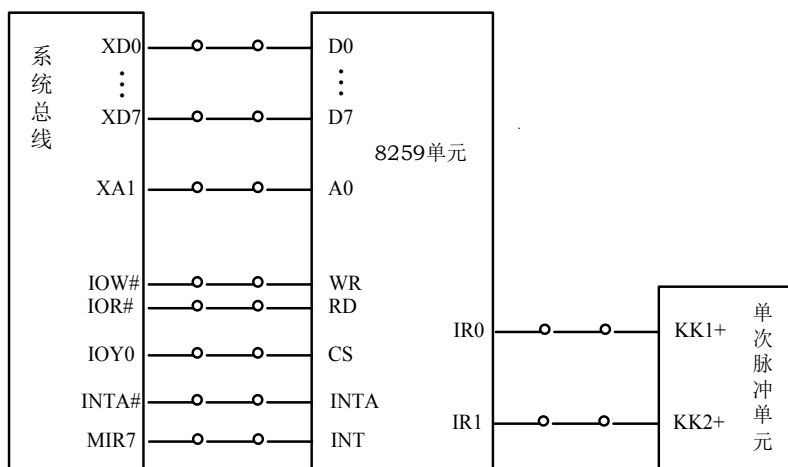 系统总线
XD0
⋮
XD7
XA1
IOW#
IOR#
IOY0
INTA#
MIR7
D0
⋮
D7
8259单元
A0
WR
RD
CS
INTA
INT
IR0
IR1
KK1+
KK2+
单次脉冲单元